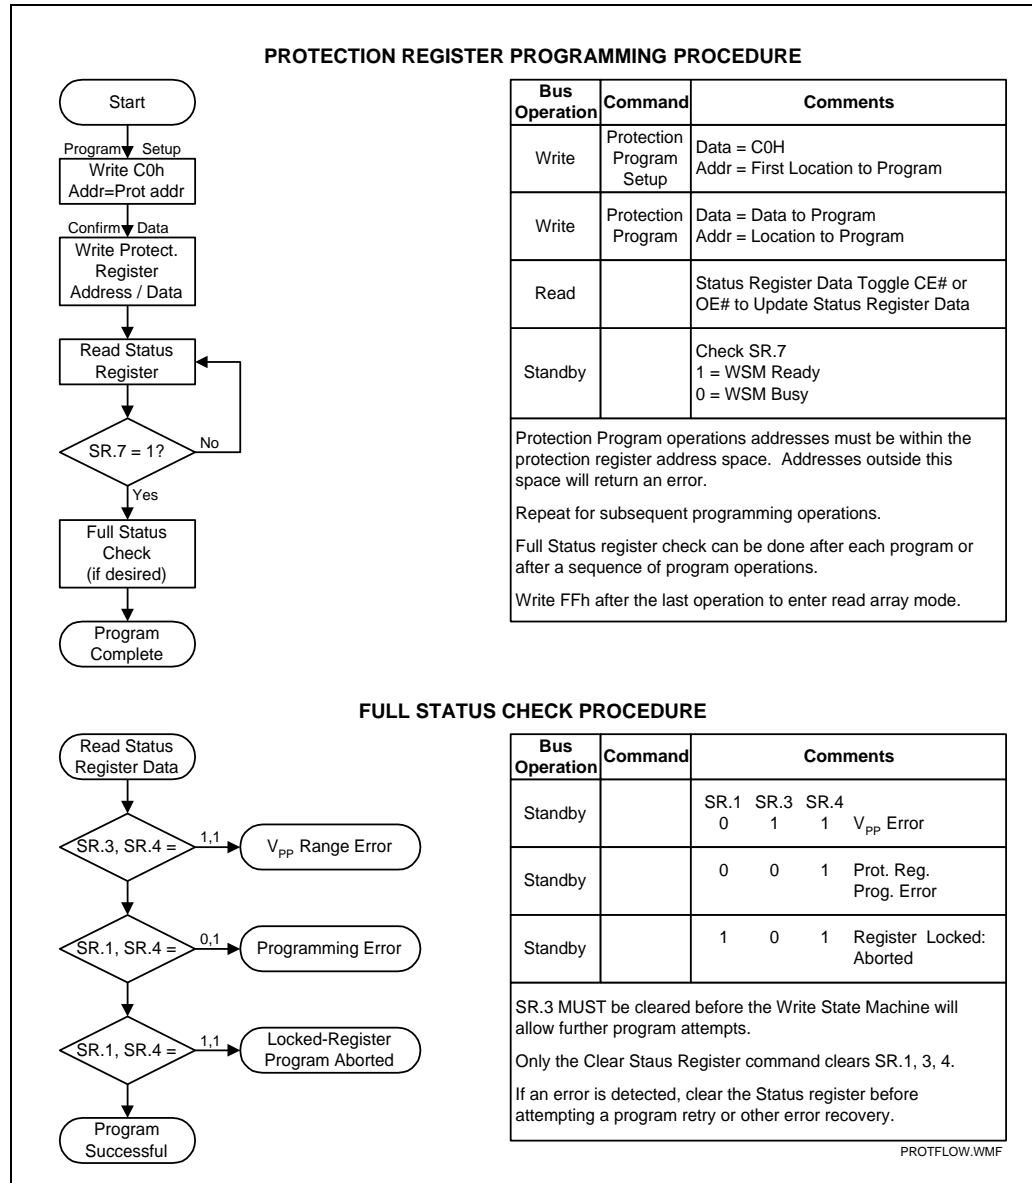 PROTECTION REGISTER PROGRAMMING PROCEDURE
Start
Program Setup
Write C0h
Addr=Prot addr
Confirm Data
Write Protect.
Register
Address / Data
Read Status
Register
SR.7 = 1?
No
Yes
Full Status
Check
(if desired)
Program
Complete
Bus
Operation
Command
Comments
Write
Protection
Program
Setup
Data = C0H
Addr = First Location to Program
Write
Protection
Program
Data = Data to Program
Addr = Location to Program
Read
Status Register Data Toggle CE# or
OE# to Update Status Register Data
Standby
Check SR.7
1 = WSM Ready
0 = WSM Busy
Protection Program operations addresses must be within the
protection register address space. Addresses outside this
space will return an error.
Repeat for subsequent programming operations.
Full Status register check can be done after each program or
after a sequence of program operations.
Write FFh after the last operation to enter read array mode.
FULL STATUS CHECK PROCEDURE
Read Status
Register Data
SR.3, SR.4 =
1,1
VPP Range Error
SR.1, SR.4 =
0,1
Programming Error
SR.1, SR.4 =
1,1
Locked-Register
Program Aborted
Program
Successful
Bus
Operation
Command
Comments
Standby
SR.1 SR.3 SR.4
0 1 1 VPP Error
Standby
0 0 1 Prot. Reg.
Prog. Error
Standby
1 0 1 Register Locked:
Aborted
SR.3 MUST be cleared before the Write State Machine will
allow further program attempts.
Only the Clear Staus Register command clears SR.1, 3, 4.
If an error is detected, clear the Status register before
attempting a program retry or other error recovery.
PROTFLOW.WMF